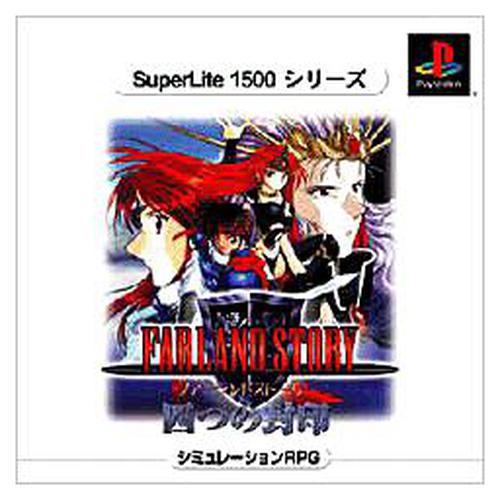 SuperLite 1500 シリーズ
PlayStation
FARLAND STORY
ファーランドストーリー
四つの封印
シミュレーションRPG